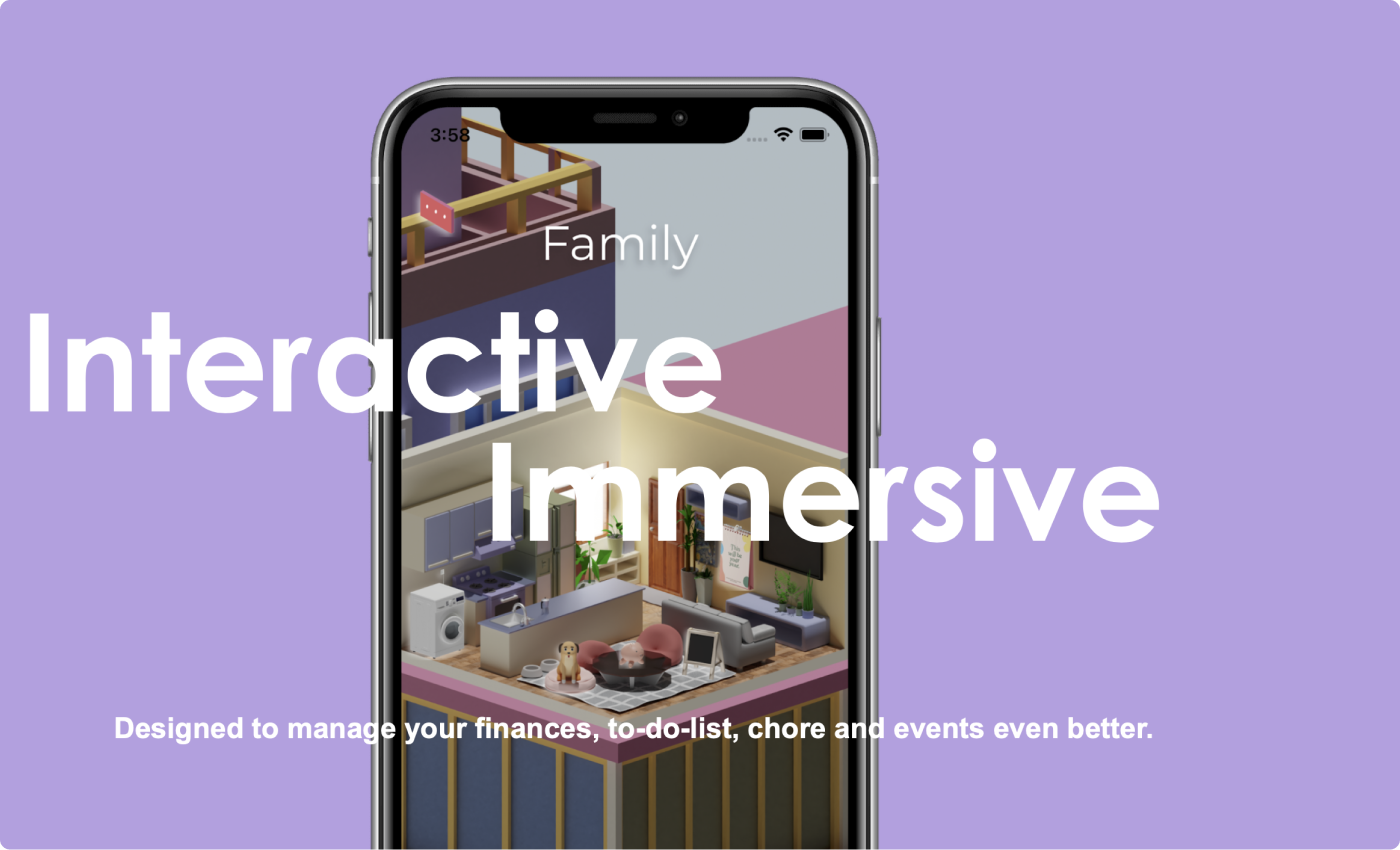 3:58
Family
Interactive
Immersive
Designed to manage your finances, to-do-list, chore and events even better.